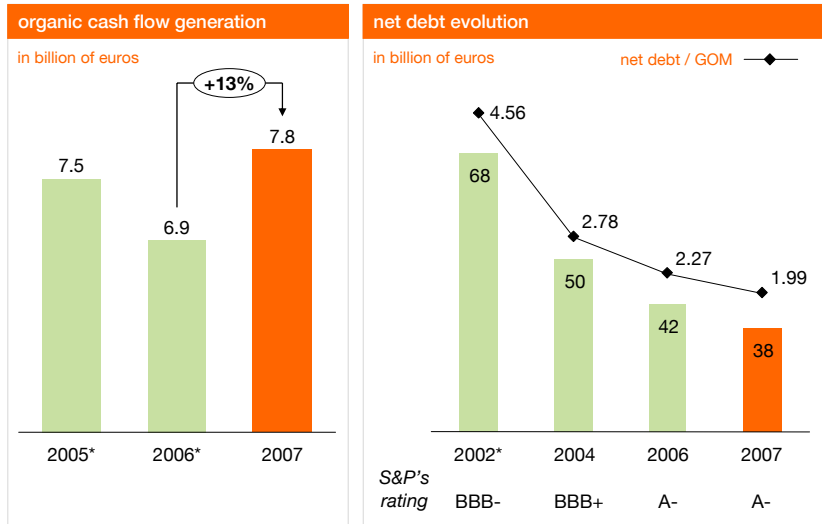 organic cash flow generation
in billion of euros
+13%
7.5
6.9
7.8
2005*
2006*
2007
net debt evolution
in billion of euros
net debt / GOM
4.56
2.78
2.27
1.99
68
50
42
38
2002*
2004
2006
2007
S&P's
rating
BBB-
BBB+
A-
A-